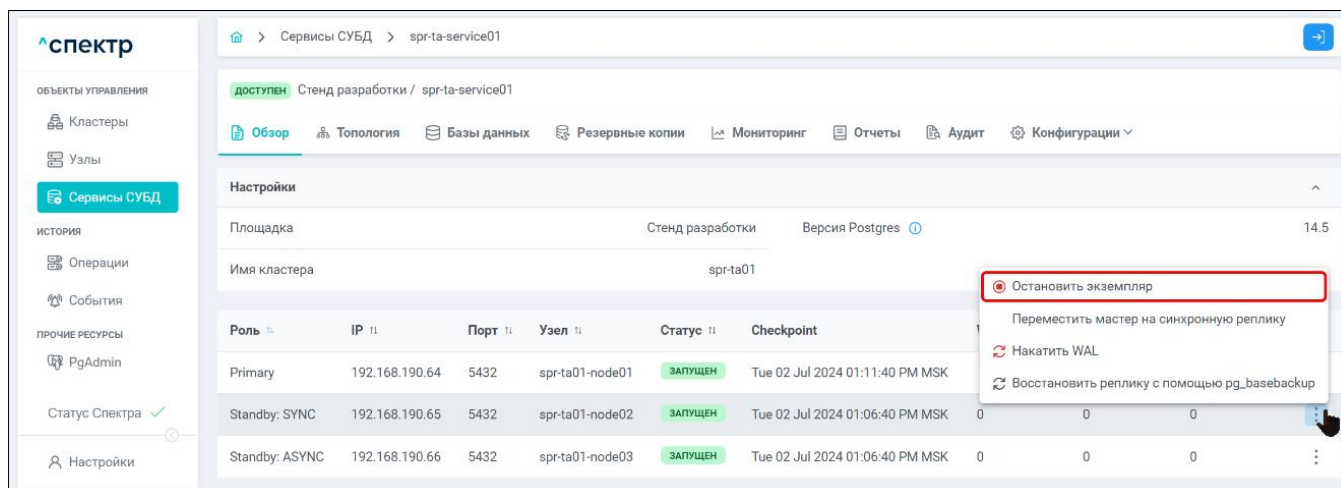 ^спектр
ОБЪЕКТЫ УПРАВЛЕНИЯ
Кластеры
Узлы
Сервисы СУБД
ИСТОРИЯ
Операции
События
ПРОЧИЕ РЕСУРСЫ
PgAdmin
Статус Спектра
Настройки
> Сервисы СУБД > spr-ta-service01
ДОСТУПЕН Стенд разработки / spr-ta-service01
Обзор Топология Базы данных Резервные копии Мониторинг Отчеты Аудит Конфигурации
Настройки
Площадка Стенд разработки Версия Postgres 14.5
Имя кластера spr-ta01
Остановить экземпляр
Переместить мастер на синхронную реплику
Накатить WAL
Восстановить реплику с помощью pg_basebackup
Роль IP Порт Узел Статус Checkpoint
Primary 192.168.190.64 5432 spr-ta01-node01 ЗАПУЩЕН Tue 02 Jul 2024 01:11:40 PM MSK
Standby: SYNC 192.168.190.65 5432 spr-ta01-node02 ЗАПУЩЕН Tue 02 Jul 2024 01:06:40 PM MSK 0 0 0
Standby: ASYNC 192.168.190.66 5432 spr-ta01-node03 ЗАПУЩЕН Tue 02 Jul 2024 01:06:40 PM MSK 0 0 0